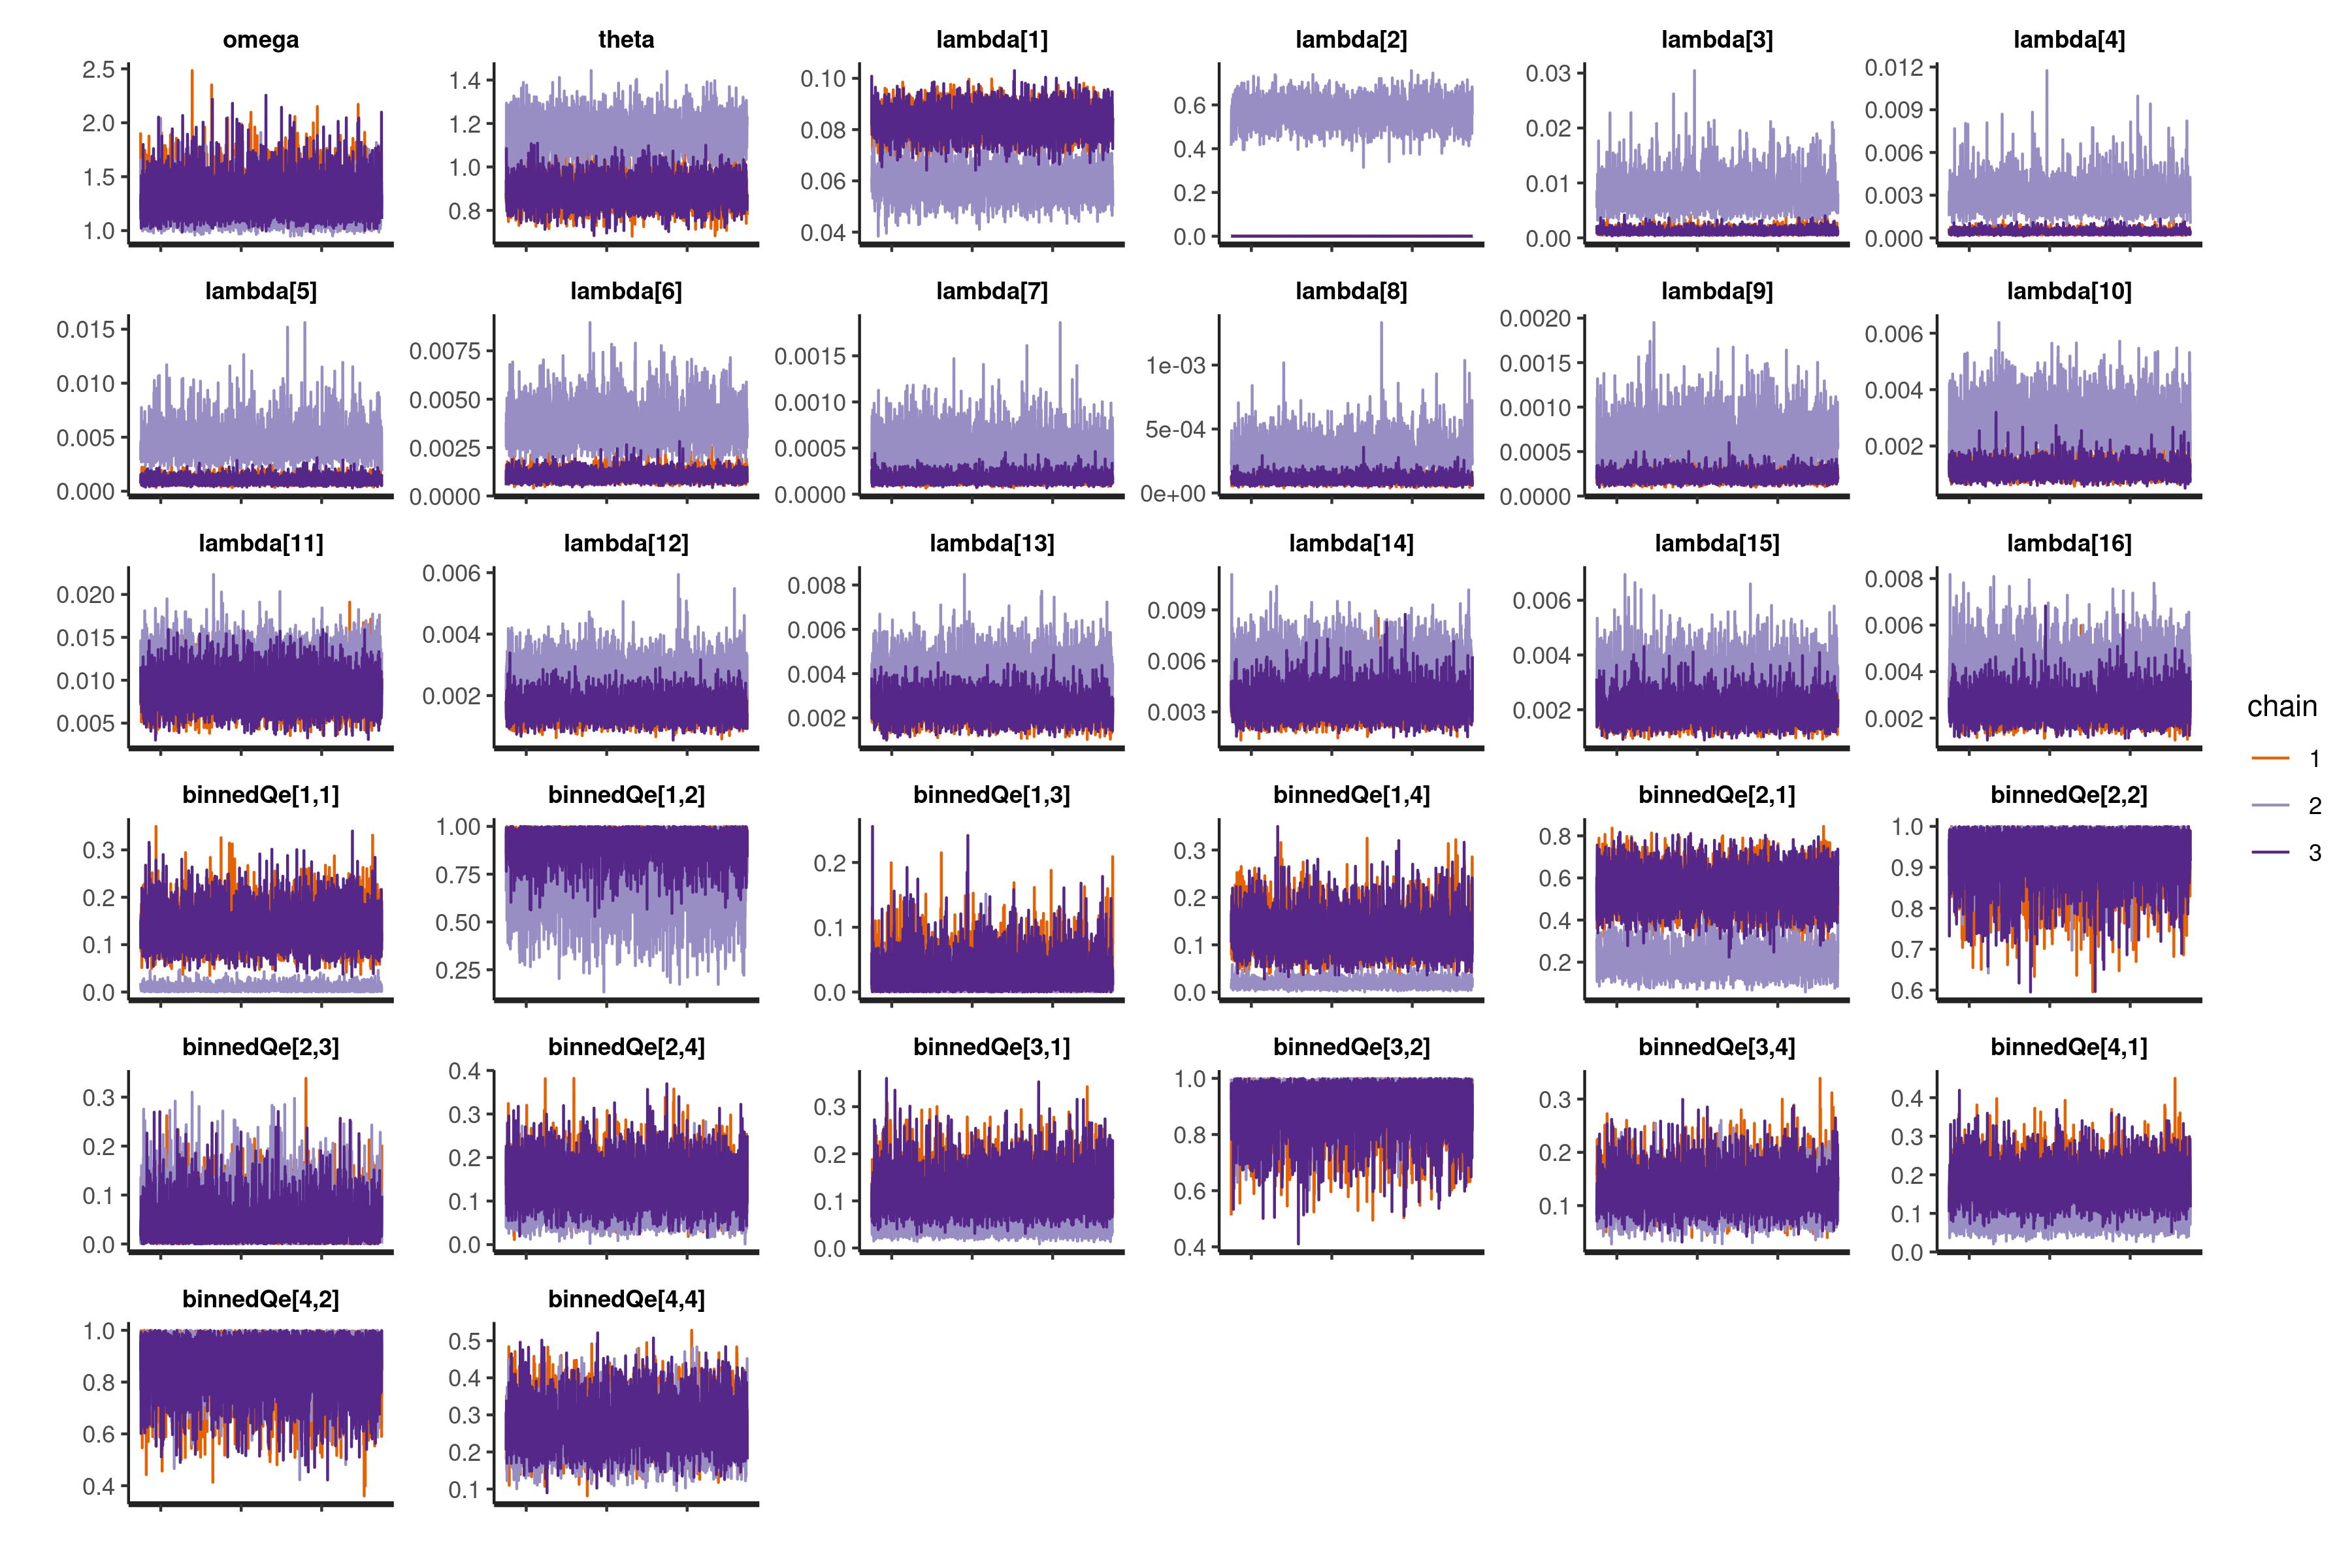 omega theta lambda[1] lambda[2] lambda[3] lambda[4]
2.5 2.0 1.5 1.0
1.4 1.2 1.0 0.8
0.10 0.08 0.06 0.04
0.6 0.4 0.2 0.0
0.03 0.02 0.01 0.00
0.012 0.009 0.006 0.003 0.000
lambda[5] lambda[6] lambda[7] lambda[8] lambda[9] lambda[10]
0.015 0.010 0.005 0.000
0.0075 0.0050 0.0025 0.0000
0.0015 0.0010 0.0005 0.0000
1e-03 5e-04 0e+00
0.0020 0.0015 0.0010 0.0005 0.0000
0.006 0.004 0.002
lambda[11] lambda[12] lambda[13] lambda[14] lambda[15] lambda[16]
0.020 0.015 0.010 0.005
0.006 0.004 0.002
0.008 0.006 0.004 0.002
0.009 0.006 0.003
0.006 0.004 0.002
0.008 0.006 0.004 0.002
chain
1
2
3
binnedQe[1,1] binnedQe[1,2] binnedQe[1,3] binnedQe[1,4] binnedQe[2,1] binnedQe[2,2]
0.3 0.2 0.1 0.0
1.00 0.75 0.50 0.25
0.2 0.1 0.0
0.3 0.2 0.1 0.0
0.8 0.6 0.4 0.2
1.0 0.9 0.8 0.7 0.6
binnedQe[2,3] binnedQe[2,4] binnedQe[3,1] binnedQe[3,2] binnedQe[3,4] binnedQe[4,1]
0.3 0.2 0.1 0.0
0.4 0.3 0.2 0.1 0.0
0.3 0.2 0.1 0.0
1.0 0.8 0.6 0.4
0.3 0.2 0.1
0.4 0.3 0.2 0.1 0.0
binnedQe[4,2] binnedQe[4,4]
1.0 0.8 0.6 0.4
0.5 0.4 0.3 0.2 0.1